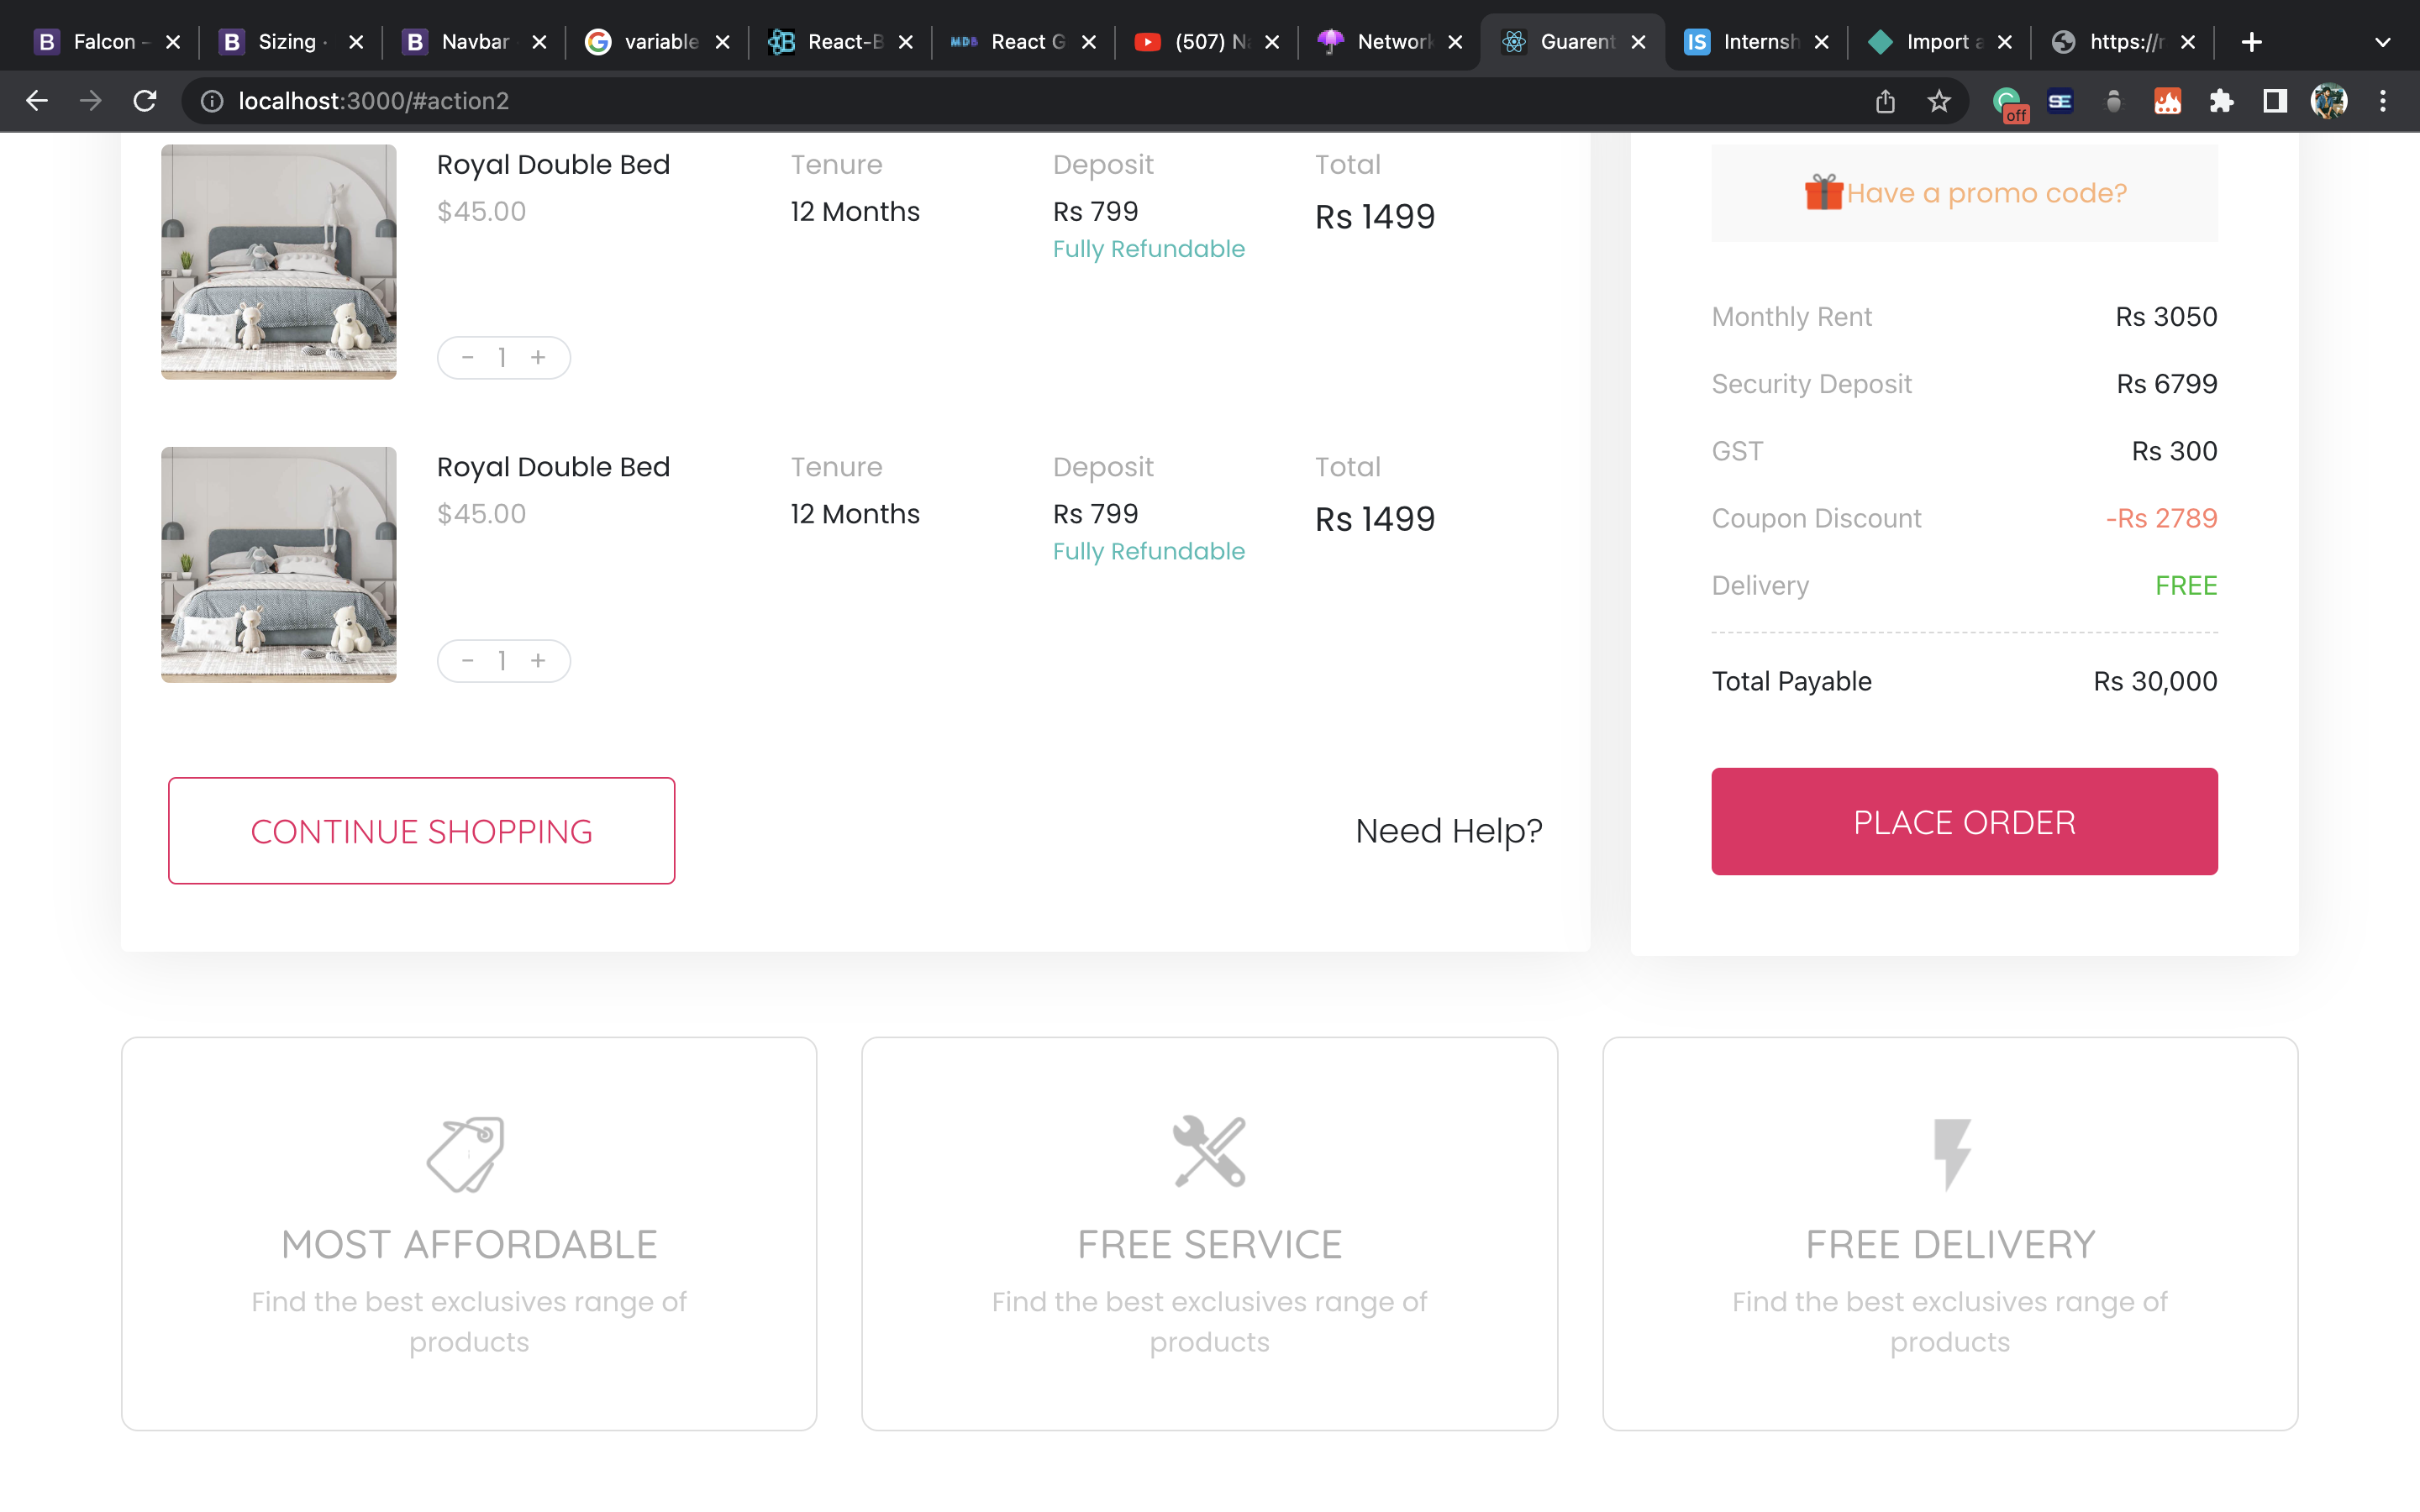 Falcon -
Sizing ·
Navbar
variable
React-B
React G
(507) N
Network
Guarent
Internsh
Import a
https://r
localhost:3000/#action2
off
Royal Double Bed
$45.00
Tenure
12 Months
Deposit
Rs 799
Fully Refundable
Total
Rs 1499
- 1 +
Royal Double Bed
$45.00
Tenure
12 Months
Deposit
Rs 799
Fully Refundable
Total
Rs 1499
- 1 +
CONTINUE SHOPPING
Need Help?
Have a promo code?
Monthly Rent Rs 3050
Security Deposit Rs 6799
GST Rs 300
Coupon Discount -Rs 2789
Delivery FREE
Total Payable Rs 30,000
PLACE ORDER
MOST AFFORDABLE
Find the best exclusives range of
products
FREE SERVICE
Find the best exclusives range of
products
FREE DELIVERY
Find the best exclusives range of
products